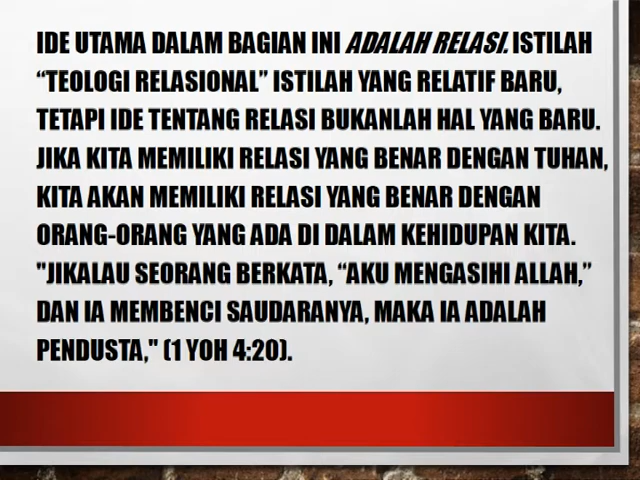 IDE UTAMA DALAM BAGIAN INI ADALAH RELASI. ISTILAH
“TEOLOGI RELASIONAL” ISTILAH YANG RELATIF BARU,
TETAPI IDE TENTANG RELASI BUKANLAH HAL YANG BARU.
JIKA KITA MEMILIKI RELASI YANG BENAR DENGAN TUHAN,
KITA AKAN MEMILIKI RELASI YANG BENAR DENGAN
ORANG-ORANG YANG ADA DI DALAM KEHIDUPAN KITA.
"JIKALAU SEORANG BERKATA, “AKU MENGASIHI ALLAH,”
DAN IA MEMBENCI SAUDARANYA, MAKA IA ADALAH
PENDUSTA," (1 YOH 4:20).